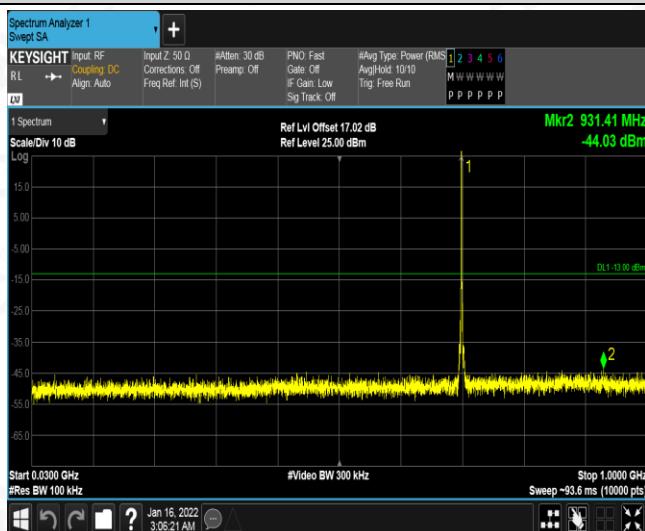 Spectrum Analyzer 1
Swept SA
KEYSIGHT
RL
LXI
Input: RF
Coupling: DC
Align: Auto
Input Z: 50 Ω
Corrections: Off
Freq Ref: Int (S)
#Atten: 30 dB
Preamp: Off
PNO: Fast
Gate: Off
IF Gain: Low
Sig Track: Off
#Avg Type: Power (RMS
Avg|Hold: 10/10
Trig: Free Run
1 2 3 4 5 6
M W W W W W
P P P P P P
1 Spectrum
Scale/Div 10 dB
Log
Ref Lvl Offset 17.02 dB
Ref Level 25.00 dBm
Mkr2 931.41 MHz
-44.03 dBm
1
15.0
5.00
-5.00
DL1 -13.00 dBm
-15.0
-25.0
-35.0
2
-45.0
-55.0
-65.0
Start 0.0300 GHz
#Video BW 300 kHz
Stop 1.0000 GHz
#Res BW 100 kHz
Sweep ~93.6 ms (10000 pts)
?
Jan 16, 2022
3:06:21 AM